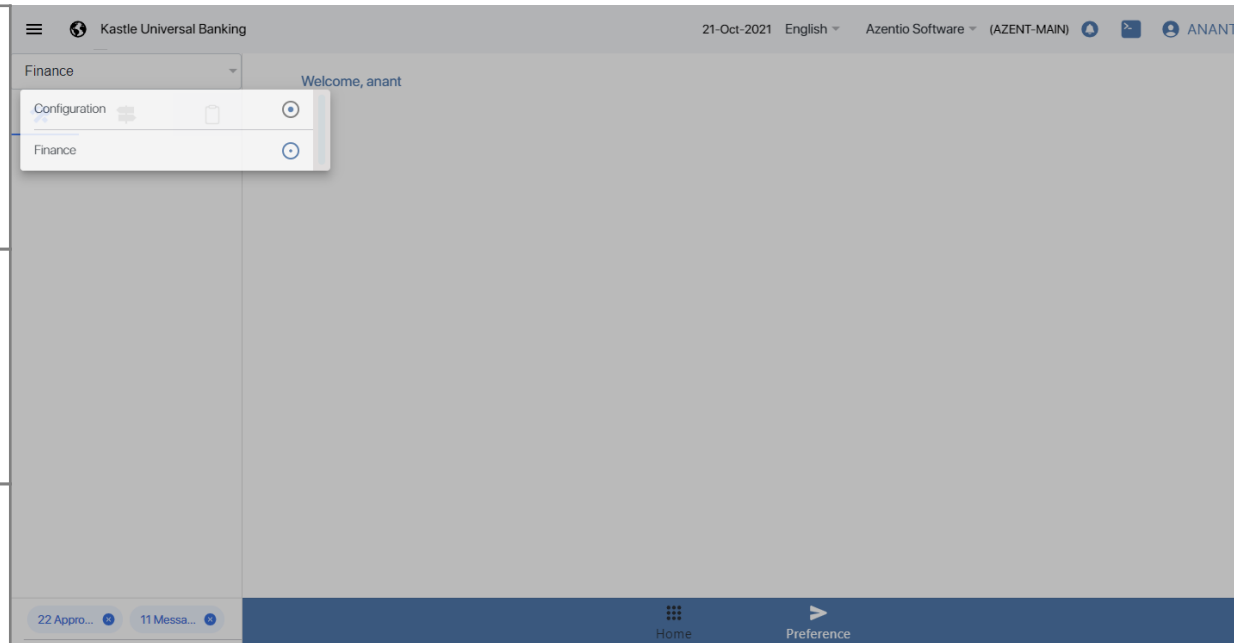 Kastle Universal Banking
21-Oct-2021 English Azentio Software (AZENT-MAIN) ANANT
Finance
Welcome, anant
Configuration
Finance
22 Appro... 11 Messa...
Home Preference